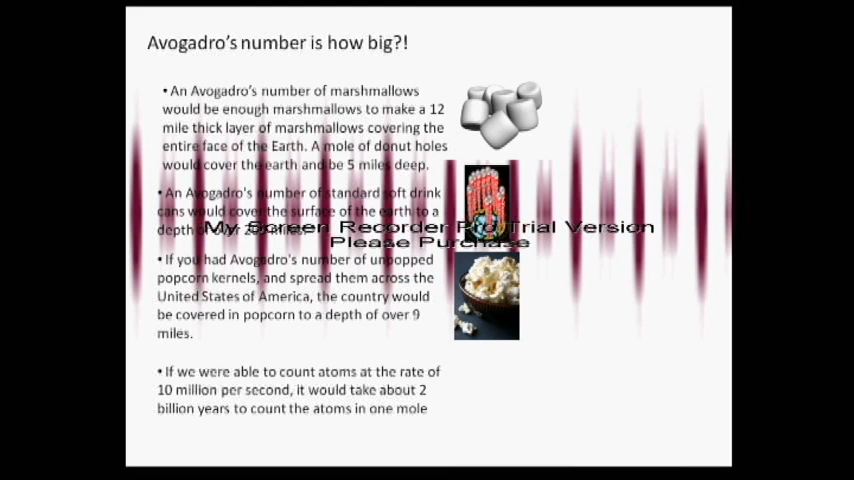 Avogadro's number is how big?!
• An Avogadro's number of marshmallows
would be enough marshmallows to make a 12
mile thick layer of marshmallows covering the
entire face of the Earth. A mole of donut holes
would cover the earth and be 5 miles deep.
• An Avogadro's number of standard soft drink
cans would cover the surface of the earth to a
depth of over 200 miles.
My Screen Recorder Pro Trial Version
Please Purchase
• If you had Avogadro's number of unpopped
popcorn kernels, and spread them across the
United States of America, the country would
be covered in popcorn to a depth of over 9
miles.
• If we were able to count atoms at the rate of
10 million per second, it would take about 2
billion years to count the atoms in one mole